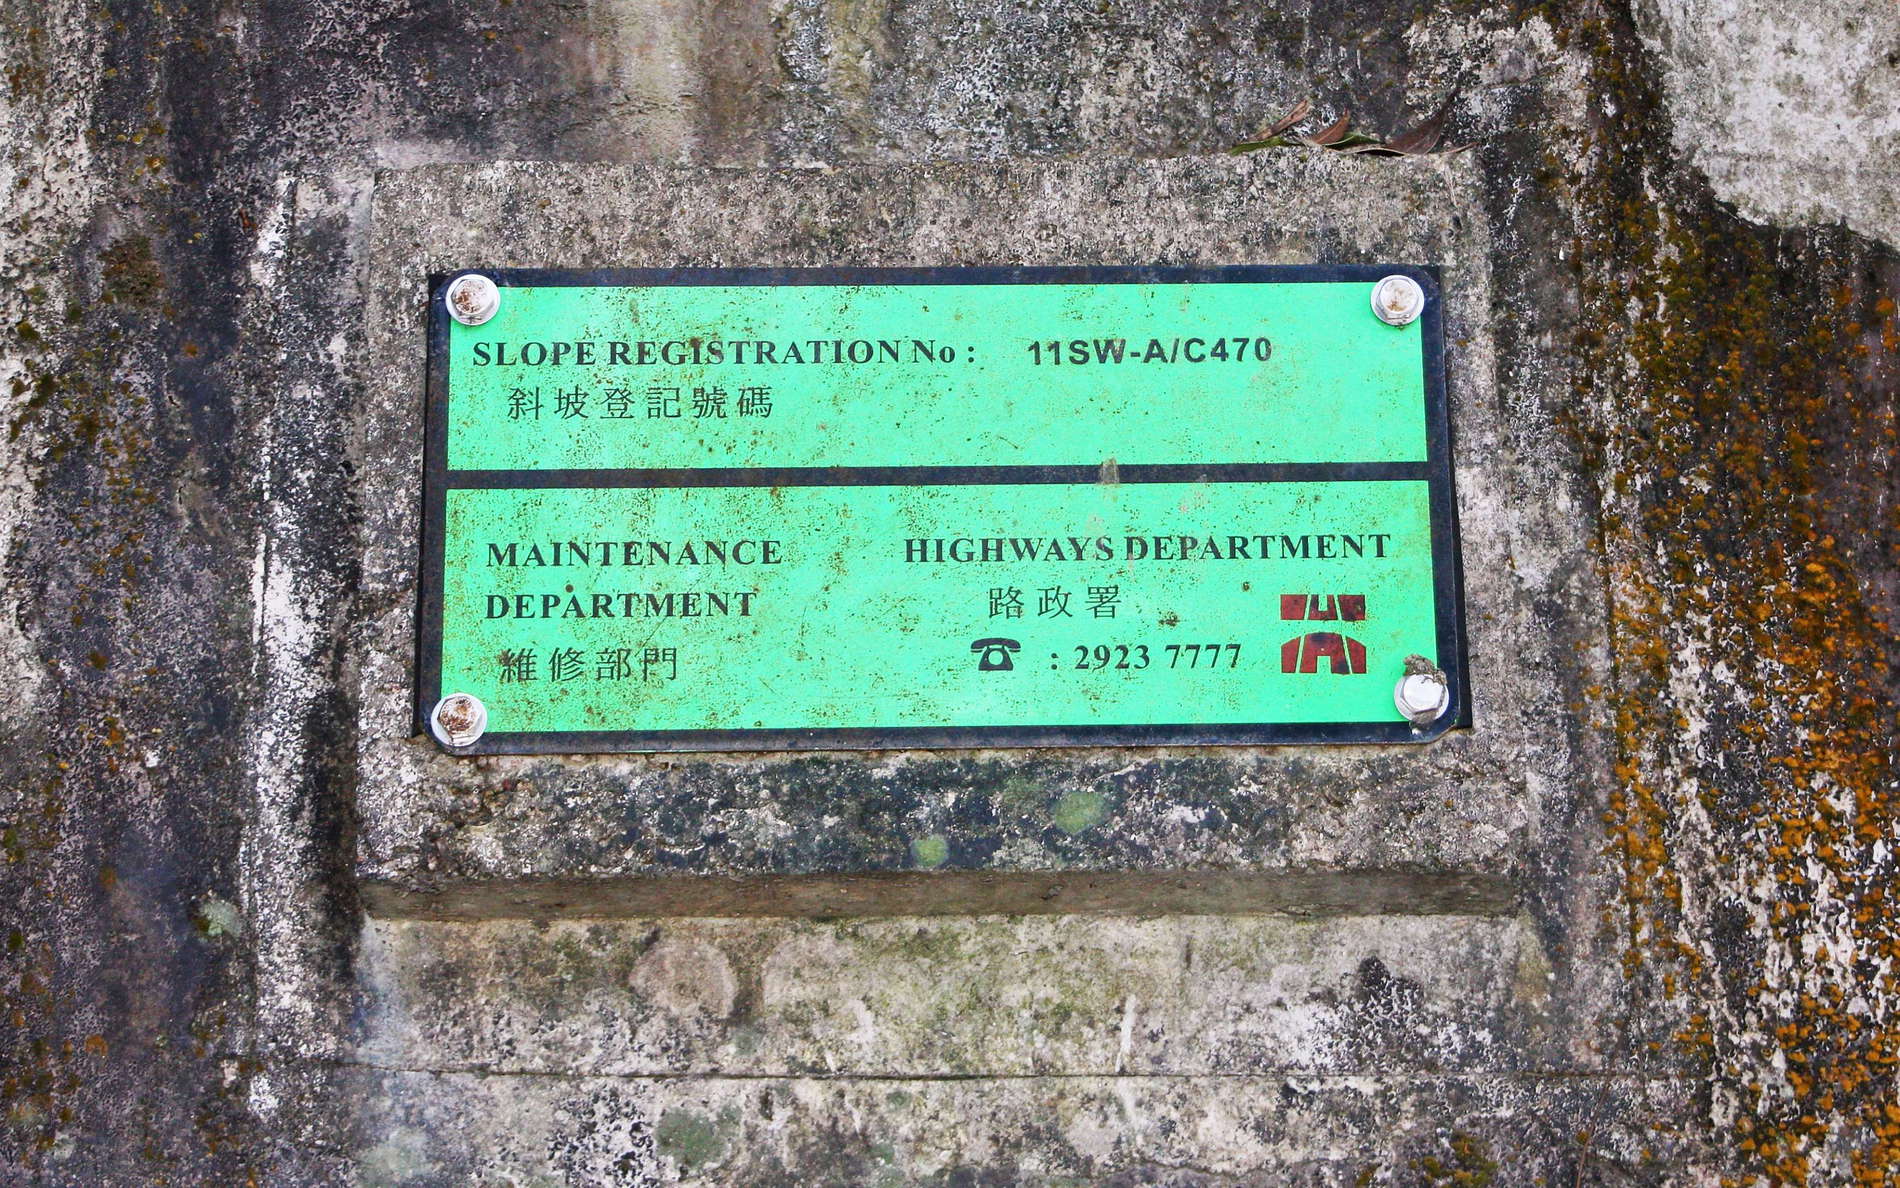 SLOPE REGISTRATION No : 11SW-A/C470
斜坡登記號碼
MAINTENANCE
DEPARTMENT
維修部門
HIGHWAYS DEPARTMENT
路政署
☎ : 2923 7777